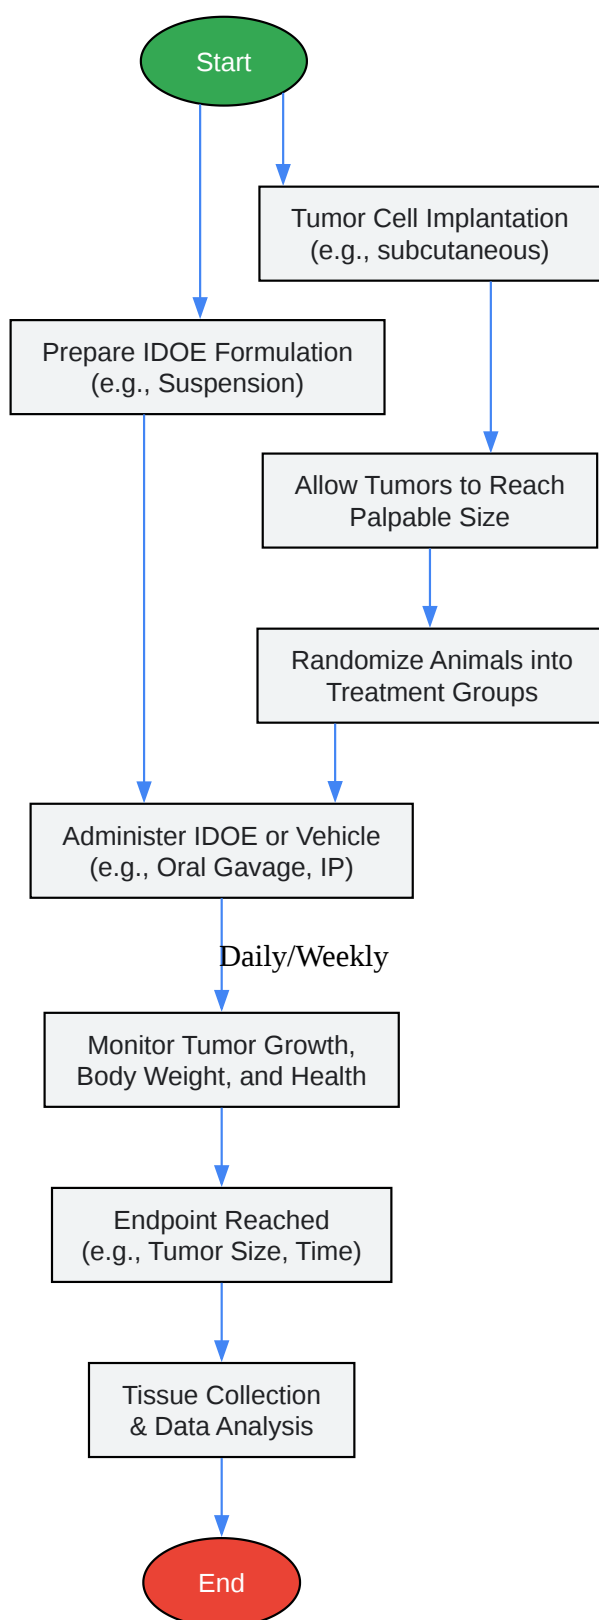 Start
Tumor Cell Implantation
(e.g., subcutaneous)
Prepare IDOE Formulation
(e.g., Suspension)
Allow Tumors to Reach
Palpable Size
Randomize Animals into
Treatment Groups
Administer IDOE or Vehicle
(e.g., Oral Gavage, IP)
Daily/Weekly
Monitor Tumor Growth,
Body Weight, and Health
Endpoint Reached
(e.g., Tumor Size, Time)
Tissue Collection
& Data Analysis
End